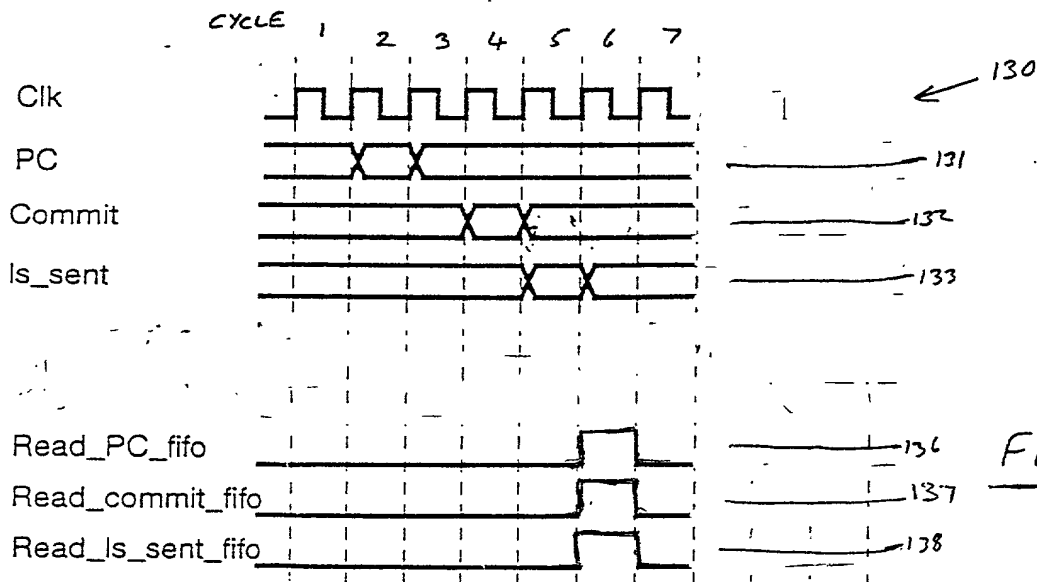 CYCLE 1 2 3 4 5 6 7
Clk
130
PC
131
Commit
132
ls_sent
133
Read_PC_fifo
136
Read_commit_fifo
137
Read_ls_sent_fifo
138